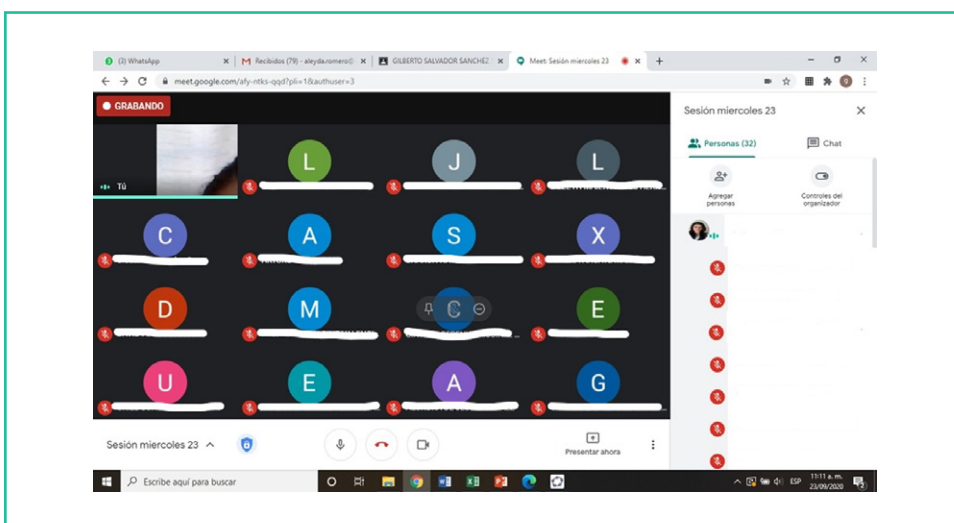 (3) WhatsApp
Recibidos (79) - aleyda.romero@
GILBERTO SALVADOR SANCHEZ
Meet: Sesión miercoles 23
meet.google.com/afy-ntks-qqd?pli=1&authuser=3
GRABANDO
Sesión miercoles 23
Personas (32)
Chat
Agregar personas
Controles del organizador
Tú
L
J
L
C
A
S
X
D
M
C
E
U
E
A
G
Sesión miercoles 23
Presentar ahora
Escribe aquí para buscar
ESP
11:11 a. m.
23/09/2020